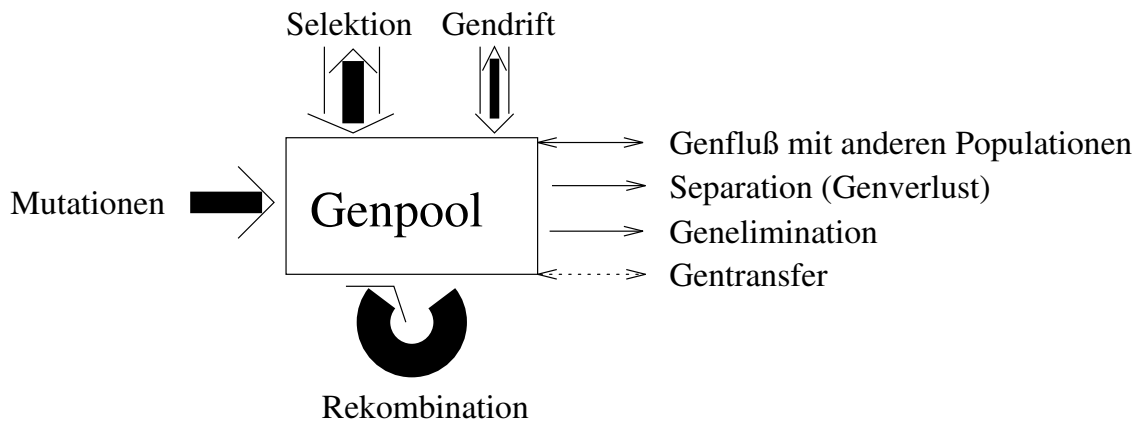 Selektion
Gendrift
Genfluß mit anderen Populationen
Mutationen
Genpool
Separation (Genverlust)
Genelimination
Gentransfer
Rekombination